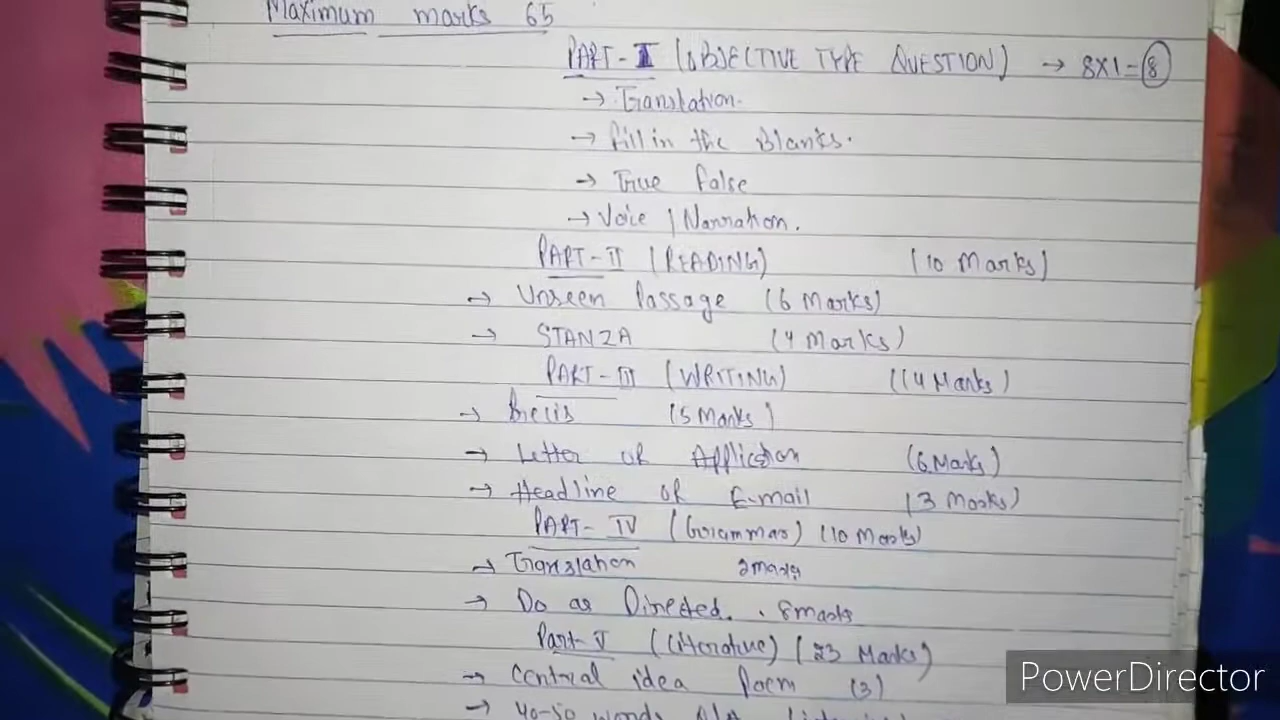 Maximum marks 65
PART-I (OBJECTIVE TYPE QUESTION) → 8X1=8
→ Translation.
→ Fill in the Blanks.
→ True False
→ Voice / Narration.
PART-II (READING) (10 Marks)
→ Unseen Passage (6 Marks)
→ STANZA (4 Marks)
PART-III (WRITING) (14 Marks)
→ Precis (5 Marks)
→ Letter or Application (6 Marks)
→ Headline or E-mail (3 Marks)
PART-IV (Grammar) (10 Marks)
→ Translation 2 marks
→ Do as Directed. 8 marks
Part-V (Literature) (23 Marks)
→ Central idea Poem (3)
→ 40-50 words
PowerDirector